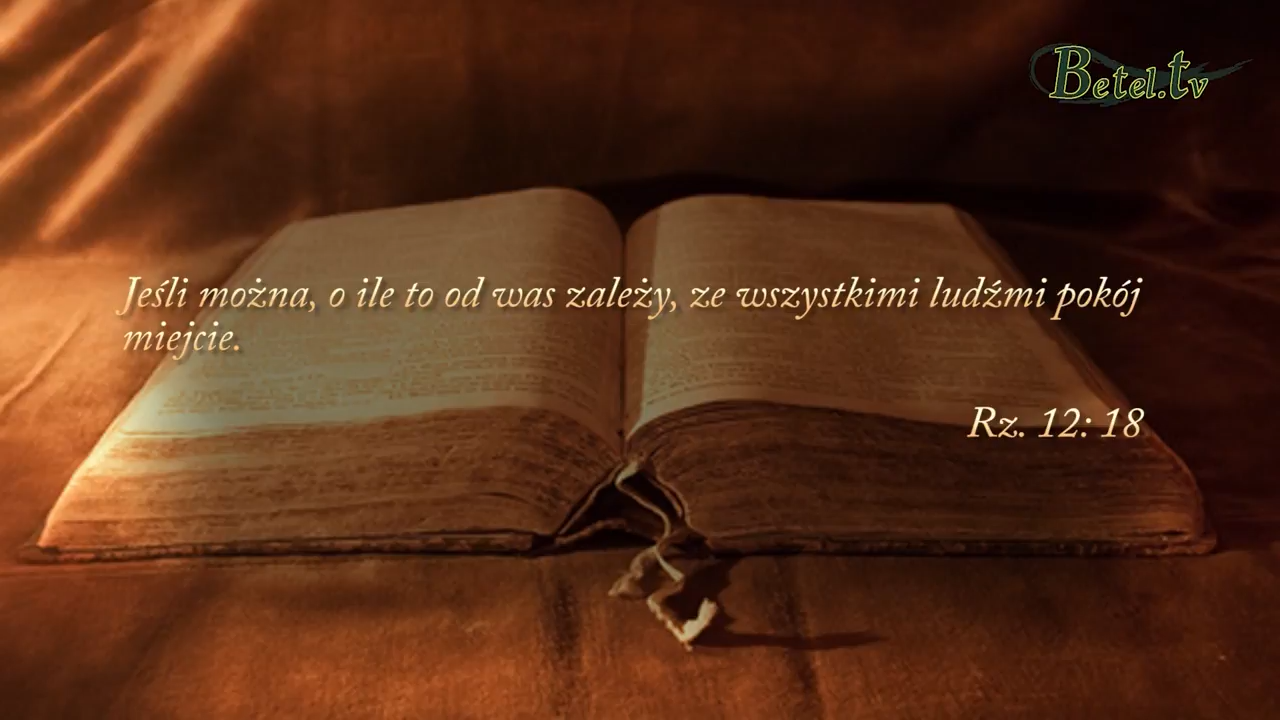 Betel.tv
Jeśli można, o ile to od was zależy, ze wszystkimi ludźmi pokój
miejcie.
Rz. 12: 18